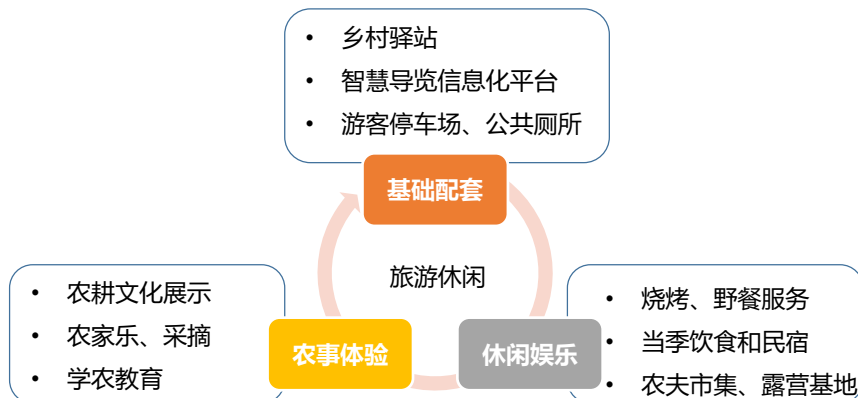 乡村驿站
智慧导览信息化平台
游客停车场、公共厕所
基础配套
旅游休闲
农耕文化展示
农家乐、采摘
学农教育
农事体验
休闲娱乐
烧烤、野餐服务
当季饮食和民宿
农夫市集、露营基地